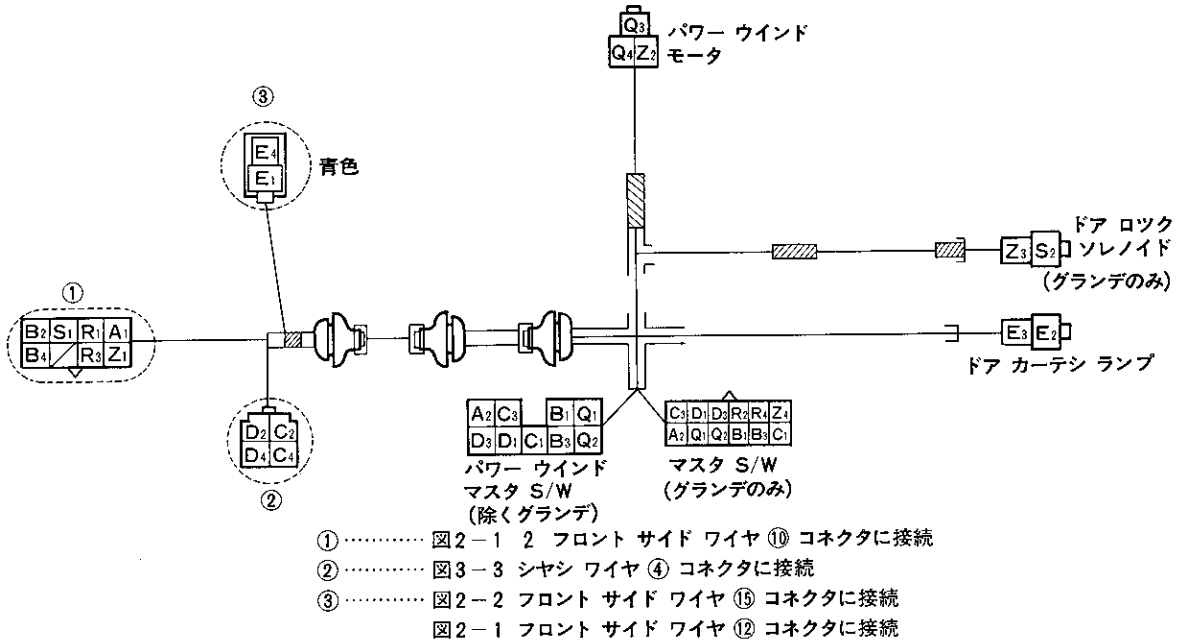 Q3
Q4 Z2
パワー ウインド
モータ
③
E4
E1
青色
①
B2 S1 R1 A1
B4 R3 Z1
D2 C2
D4 C4
②
Z3 S2
ドア ロツク
ソレノイド
(グランデのみ)
E3 E2
ドア カーテシ ランプ
A2 C3 B1 Q1
D3 D1 C1 B3 Q2
パワー ウインド
マスタ S/W
(除くグランデ)
C3 D1 D3 R2 R4 Z4
A2 Q1 Q2 B1 B3 C1
マスタ S/W
(グランデのみ)
① ………… 図2-1 2 フロント サイド ワイヤ ⑩ コネクタに接続
② ………… 図3-3 シヤシ ワイヤ ④ コネクタに接続
③ ………… 図2-2 フロント サイド ワイヤ ⑮ コネクタに接続
図2-1 フロント サイド ワイヤ ⑫ コネクタに接続